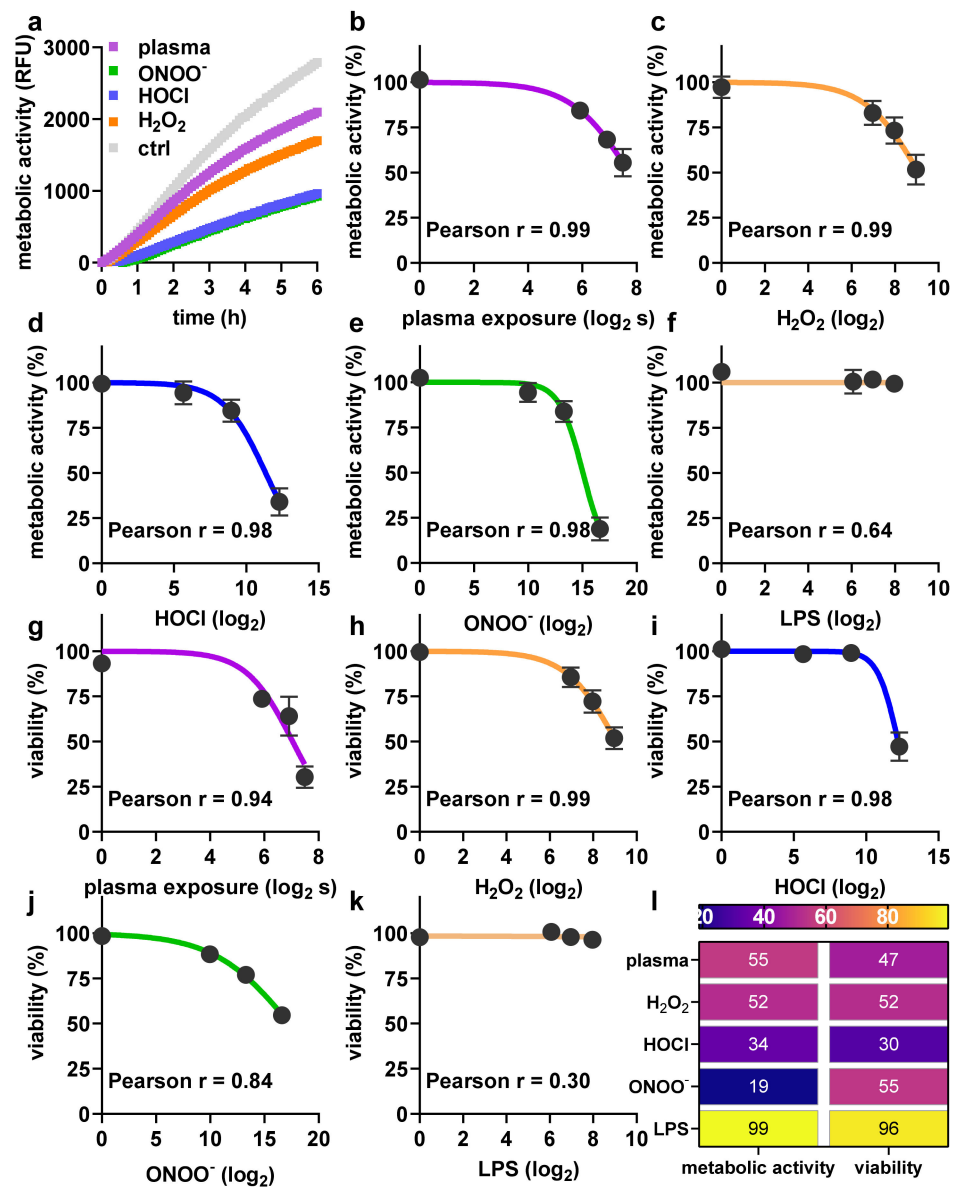 a
metabolic activity (RFU)
3000
2000
1000
0
plasma
ONOO⁻
HOCl
H₂O₂
ctrl
0 1 2 3 4 5 6
time (h)
b
metabolic activity (%)
100
75
50
25
0
Pearson r = 0.99
0 2 4 6 8
plasma exposure (log₂ s)
c
metabolic activity (%)
100
75
50
25
0
Pearson r = 0.99
0 2 4 6 8 10
H₂O₂ (log₂)
d
metabolic activity (%)
100
75
50
25
0
Pearson r = 0.98
0 5 10 15
HOCl (log₂)
e
metabolic activity (%)
100
75
50
25
0
Pearson r = 0.98
0 5 10 15 20
ONOO⁻ (log₂)
f
metabolic activity (%)
100
75
50
25
0
Pearson r = 0.64
0 2 4 6 8 10
LPS (log₂)
g
viability (%)
100
75
50
25
0
Pearson r = 0.94
0 2 4 6 8
plasma exposure (log₂ s)
h
viability (%)
100
75
50
25
0
Pearson r = 0.99
0 2 4 6 8 10
H₂O₂ (log₂)
i
viability (%)
100
75
50
25
0
Pearson r = 0.98
0 5 10 15
HOCl (log₂)
j
viability (%)
100
75
50
25
0
Pearson r = 0.84
0 5 10 15 20
ONOO⁻ (log₂)
k
viability (%)
100
75
50
25
0
Pearson r = 0.30
0 2 4 6 8 10
LPS (log₂)
l
20 40 60 80
plasma 55 47
H₂O₂ 52 52
HOCl 34 30
ONOO⁻ 19 55
LPS 99 96
metabolic activity viability